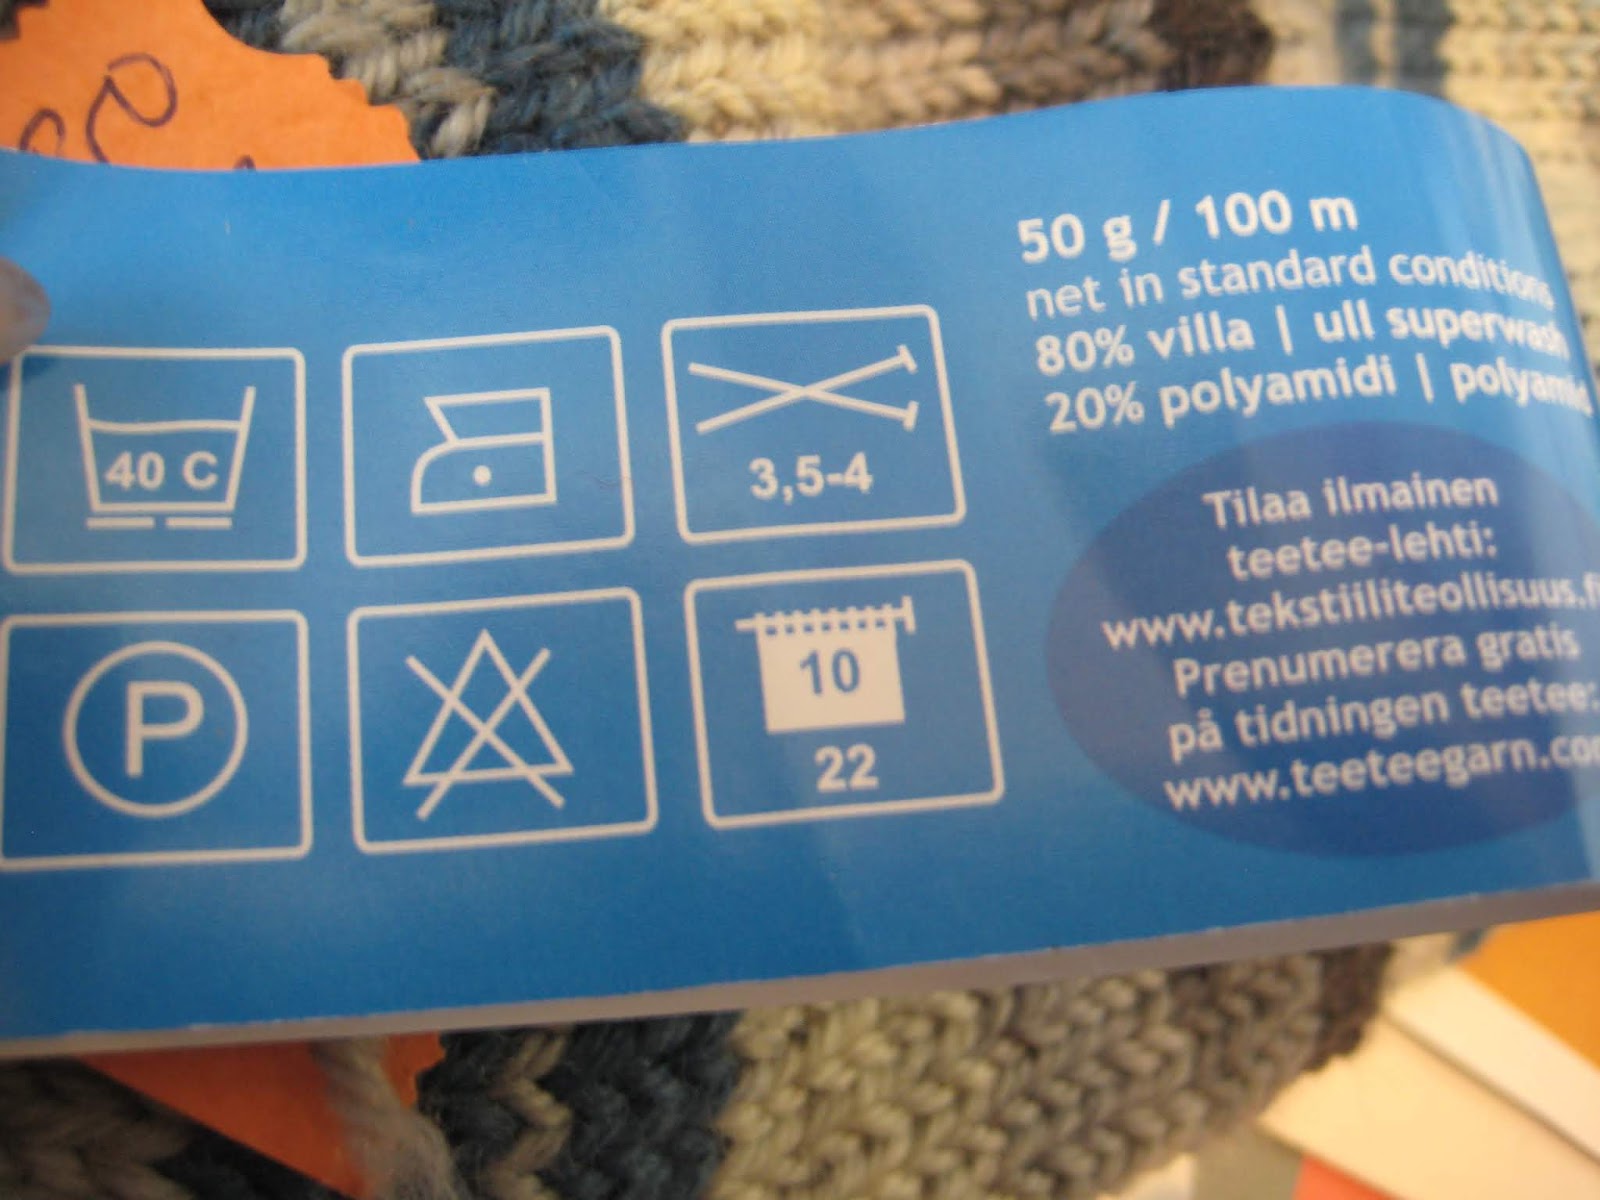 50 g / 100 m
net in standard conditions
80% villa | ull superwash
20% polyamidi | polyamid
40 C
3,5-4
P
10
22
Tilaa ilmainen
teetee-lehti:
www.tekstiiliteollisuus.fi
Prenumerera gratis
på tidningen teetee:
www.teeteegarn.com